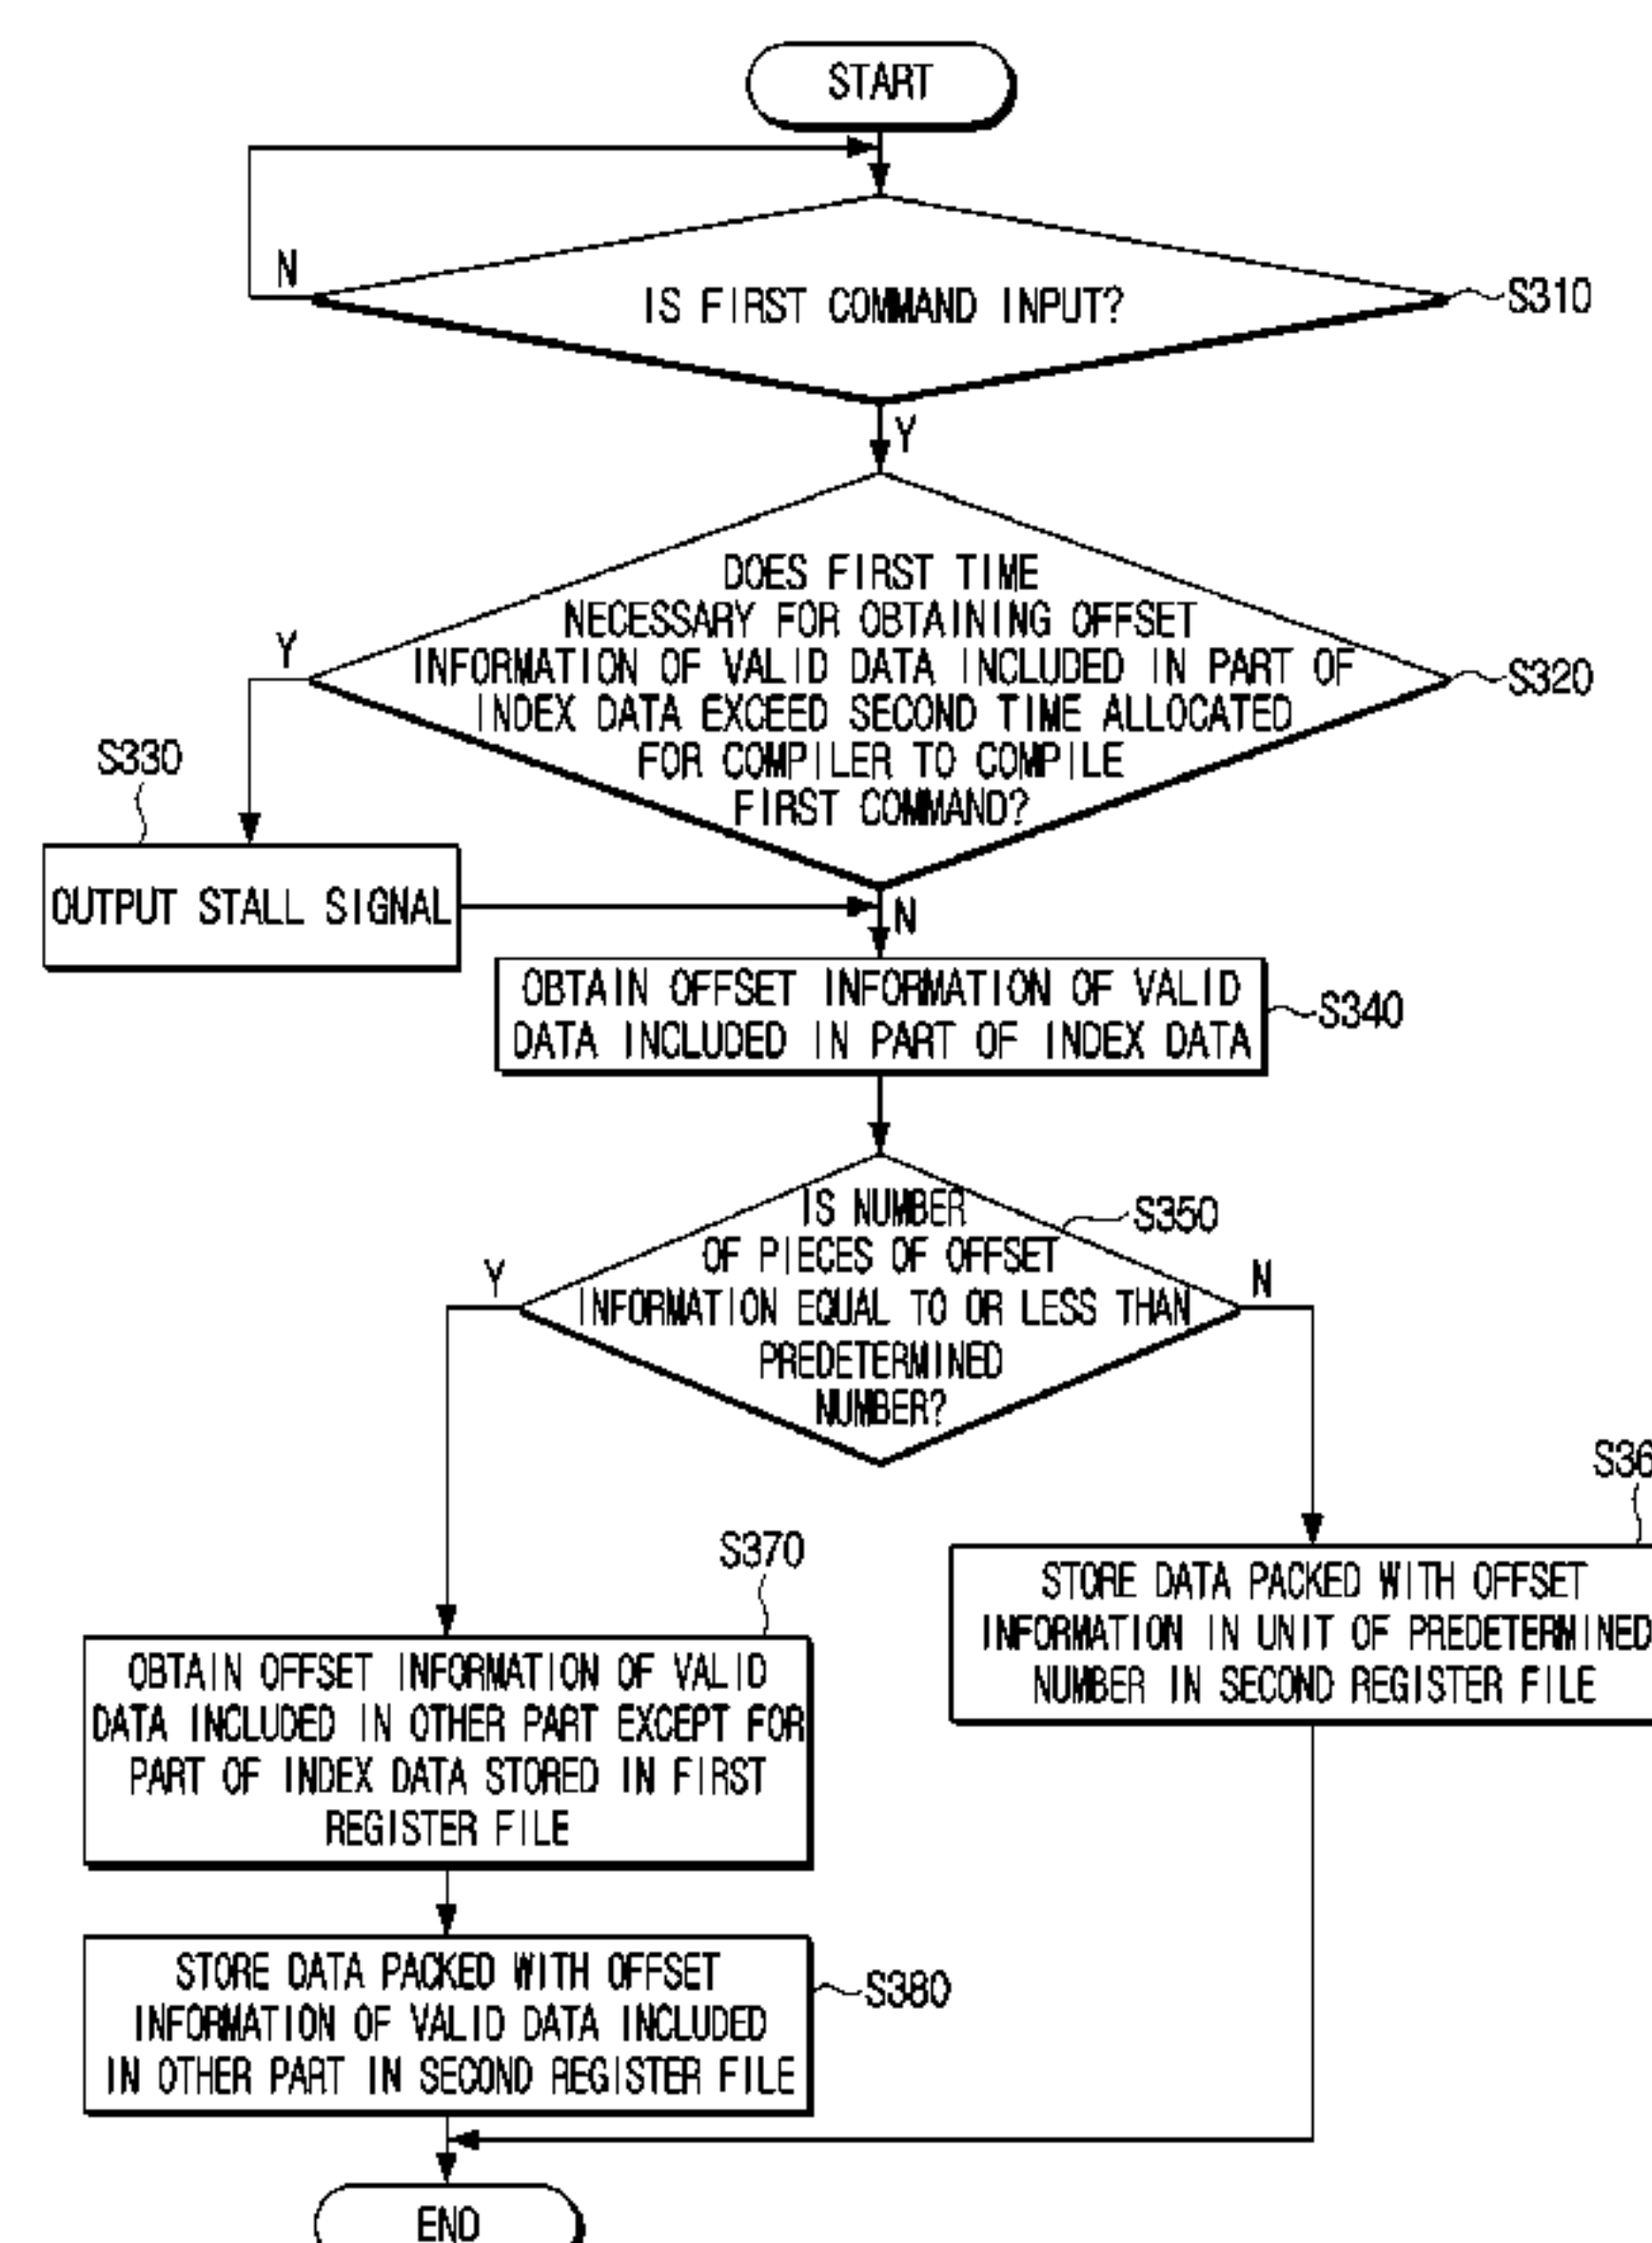 START
N
IS FIRST COMMAND INPUT?
S310
Y
DOES FIRST TIME
NECESSARY FOR OBTAINING OFFSET
INFORMATION OF VALID DATA INCLUDED IN PART OF
INDEX DATA EXCEED SECOND TIME ALLOCATED
FOR COMPILER TO COMPILE
FIRST COMMAND?
Y
S320
S330
OUTPUT STALL SIGNAL
N
OBTAIN OFFSET INFORMATION OF VALID
DATA INCLUDED IN PART OF INDEX DATA
S340
IS NUMBER
OF PIECES OF OFFSET
INFORMATION EQUAL TO OR LESS THAN
PREDETERMINED
NUMBER?
S350
Y
N
S36
STORE DATA PACKED WITH OFFSET
INFORMATION IN UNIT OF PREDETERMINED
NUMBER IN SECOND REGISTER FILE
S370
OBTAIN OFFSET INFORMATION OF VALID
DATA INCLUDED IN OTHER PART EXCEPT FOR
PART OF INDEX DATA STORED IN FIRST
REGISTER FILE
STORE DATA PACKED WITH OFFSET
INFORMATION OF VALID DATA INCLUDED
IN OTHER PART IN SECOND REGISTER FILE
S380
END